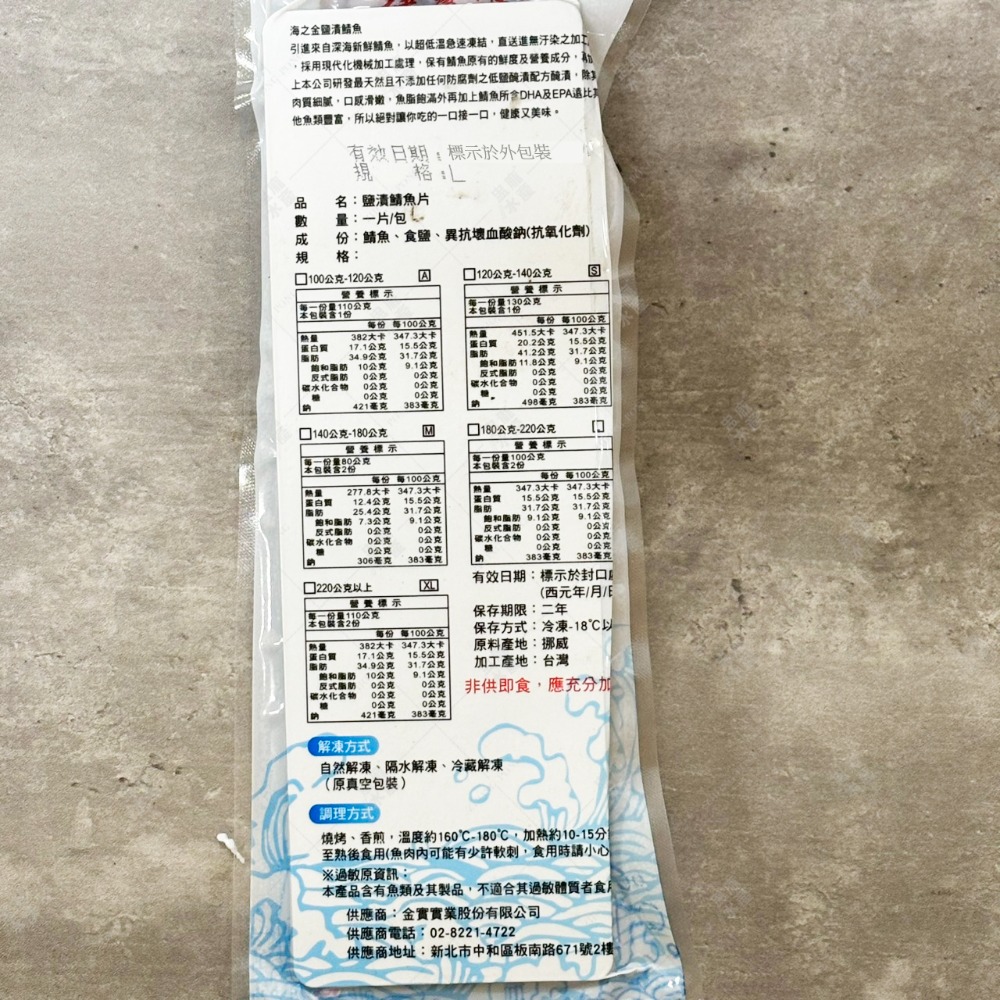 海之金鹽漬鯖魚
引進來自深海新鮮鯖魚，以超低溫急速凍結，直送進無汙染之加工
，採用現代化機械加工處理，保有鯖魚原有的鮮度及營養成分，
上本公司研發最天然且不添加任何防腐劑之低鹽醃漬配方醃漬，除
肉質細膩，口感滑嫩，魚脂飽滿外再加上鯖魚所含DHA及EPA遠比
他魚類豐富，所以絕對讓你吃的一口接一口，健康又美味。
有效日期：標示於外包裝
規 格：L
品 名：鹽漬鯖魚片
數 量：一片/包
成 份：鯖魚、食鹽、異抗壞血酸鈉(抗氧化劑)
規 格：
□100公克-120公克 A
營養標示
每一份量110公克
本包裝含1份
每份 每100公克
熱量 382大卡 347.3大卡
蛋白質 17.1公克 15.5公克
脂肪 34.9公克 31.7公克
飽和脂肪 10公克 9.1公克
反式脂肪 0公克 0公克
碳水化合物 0公克 0公克
糖 0公克 0公克
鈉 421毫克 383毫克
□120公克-140公克 S
營養標示
每一份量130公克
本包裝含1份
每份 每100公克
熱量 451.5大卡 347.3大卡
蛋白質 20.2公克 15.5公克
脂肪 41.2公克 31.7公克
飽和脂肪 11.8公克 9.1公克
反式脂肪 0公克 0公克
碳水化合物 0公克 0公克
糖 0公克 0公克
鈉 498毫克 383毫克
□140公克-180公克 M
營養標示
每一份量80公克
本包裝含2份
每份 每100公克
熱量 277.8大卡 347.3大卡
蛋白質 12.4公克 15.5公克
脂肪 25.4公克 31.7公克
飽和脂肪 7.3公克 9.1公克
反式脂肪 0公克 0公克
碳水化合物 0公克 0公克
糖 0公克 0公克
鈉 306毫克 383毫克
□180公克-220公克
營養標示
每一份量100公克
本包裝含2份
每份 每100公克
熱量 347.3大卡 347.3大卡
蛋白質 15.5公克 15.5公克
脂肪 31.7公克 31.7公克
飽和脂肪 9.1公克 9.1公克
反式脂肪 0公克 0公克
碳水化合物 0公克 0公克
糖 0公克 0公克
鈉 383毫克 383毫克
□220公克以上 XL
營養標示
每一份量110公克
本包裝含2份
每份 每100公克
熱量 382大卡 347.3大卡
蛋白質 17.1公克 15.5公克
脂肪 34.9公克 31.7公克
飽和脂肪 10公克 9.1公克
反式脂肪 0公克 0公克
碳水化合物 0公克 0公克
糖 0公克 0公克
鈉 421毫克 383毫克
有效日期：標示於封口
(西元年/月/日
保存期限：二年
保存方式：冷凍-18℃以
原料產地：挪威
加工產地：台灣
非供即食，應充分加
解凍方式
自然解凍、隔水解凍、冷藏解凍
（原真空包裝）
調理方式
燒烤、香煎，溫度約160℃-180℃，加熱約10-15分
至熟後食用(魚肉內可能有少許軟刺，食用時請小心
※過敏原資訊：
本產品含有魚類及其製品，不適合其過敏體質者食
供應商：金實實業股份有限公司
供應商電話：02-8221-4722
供應商地址：新北市中和區板南路671號2樓